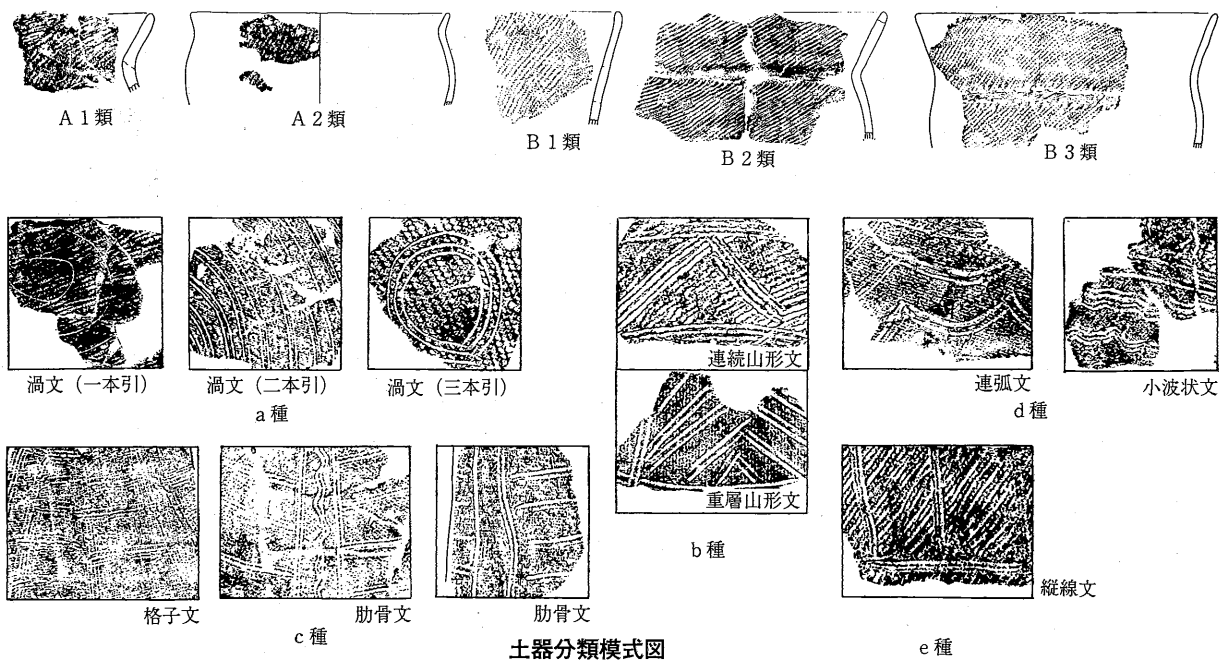 A1類
A2類
B1類
B2類
B3類
渦文（一本引）
渦文（二本引）
渦文（三本引）
a種
連続山形文
重層山形文
b種
連弧文
小波状文
d種
格子文
肋骨文
肋骨文
c種
縦線文
e種
土器分類模式図